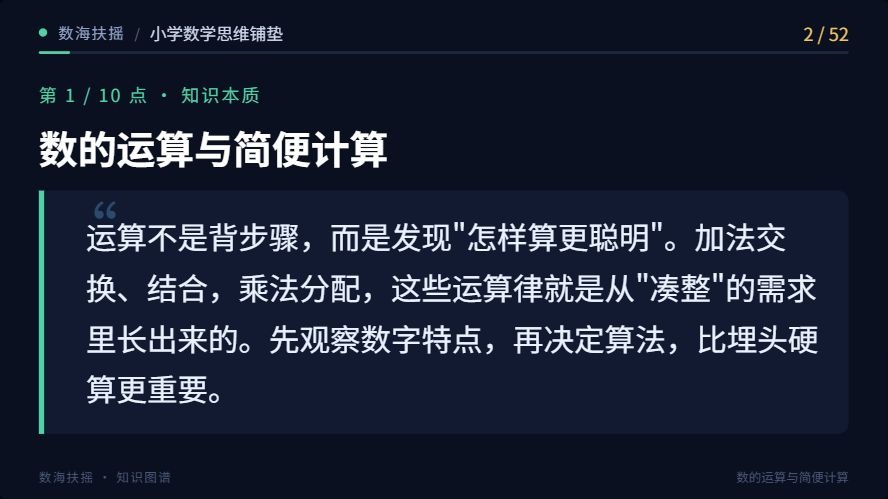 数海扶摇 / 小学数学思维铺垫
2 / 52
第 1 / 10 点 · 知识本质
数的运算与简便计算
“
运算不是背步骤，而是发现"怎样算更聪明"。加法交
换、结合，乘法分配，这些运算律就是从"凑整"的需求
里长出来的。先观察数字特点，再决定算法，比埋头硬
算更重要。
数海扶摇 · 知识图谱
数的运算与简便计算